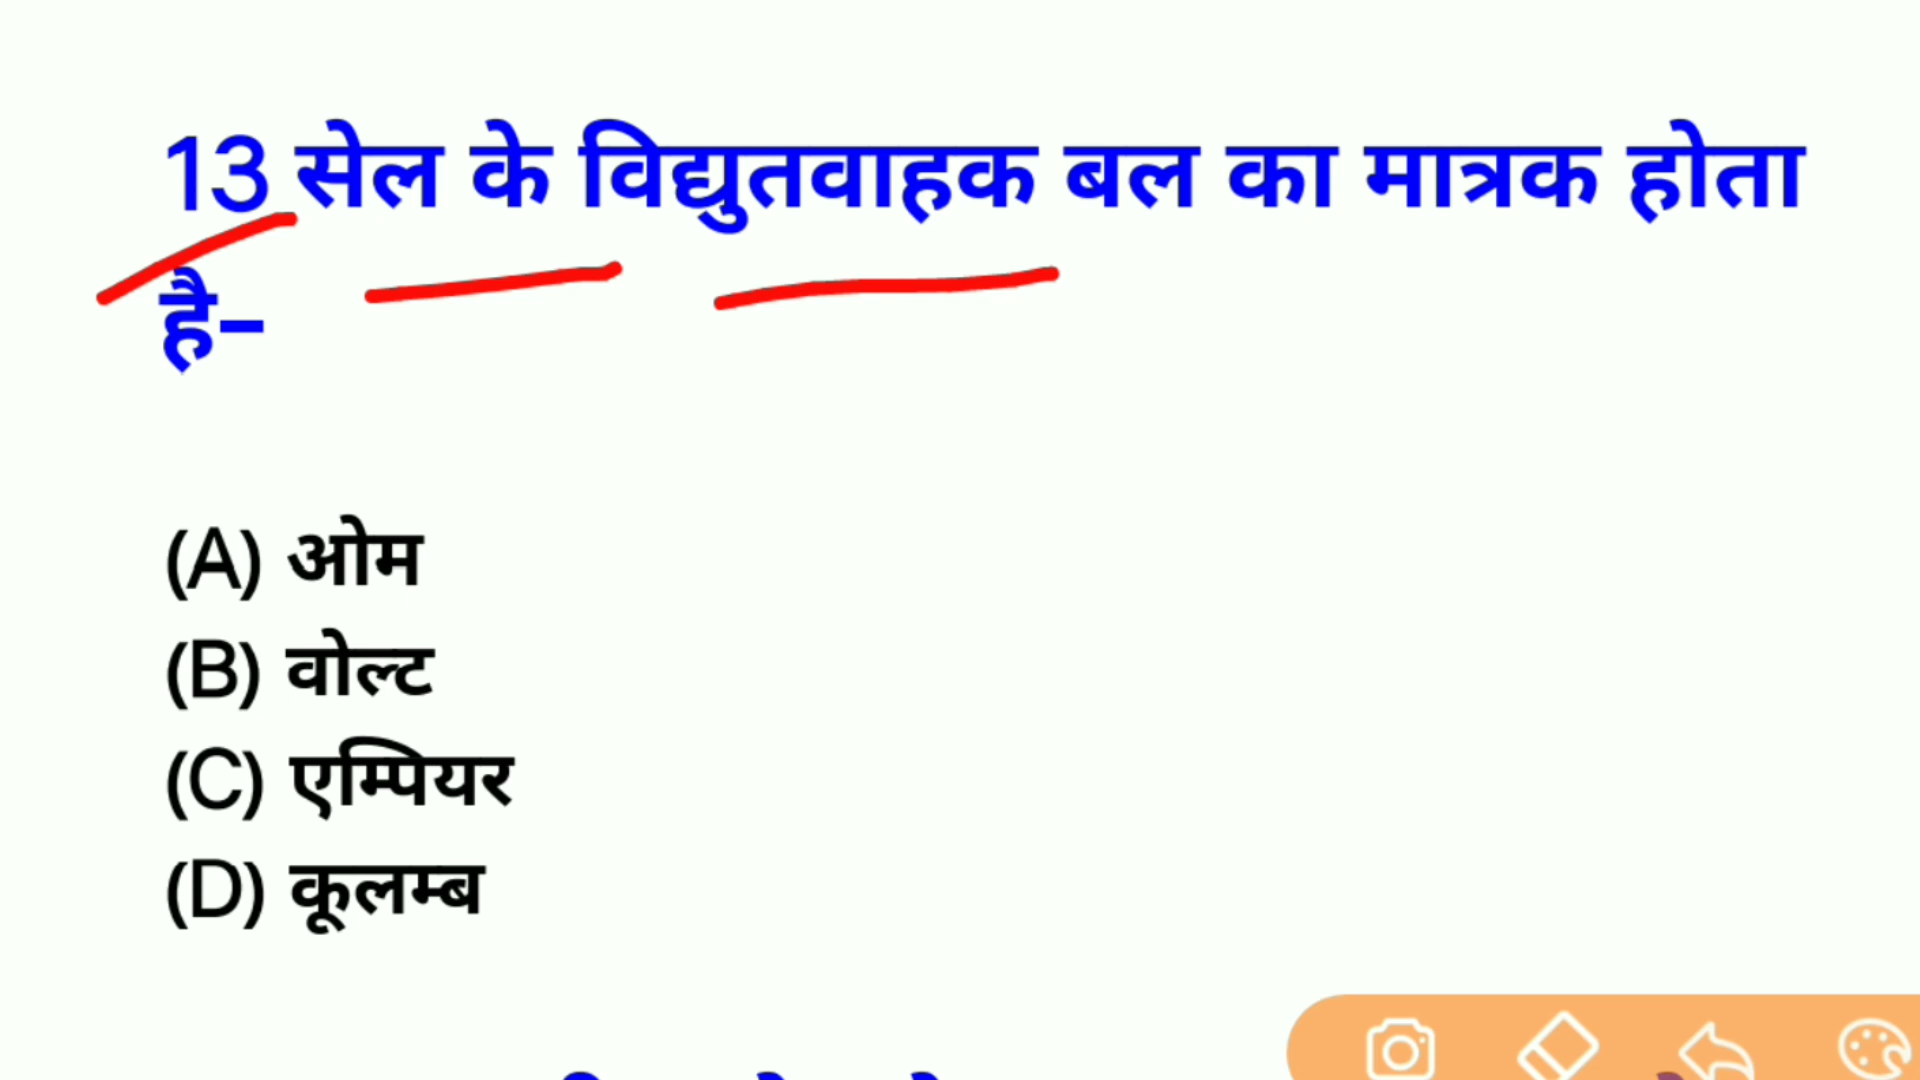 13 सेल के विद्युतवाहक बल का मात्रक होता
है–
(A) ओम
(B) वोल्ट
(C) एम्पियर
(D) कूलम्ब